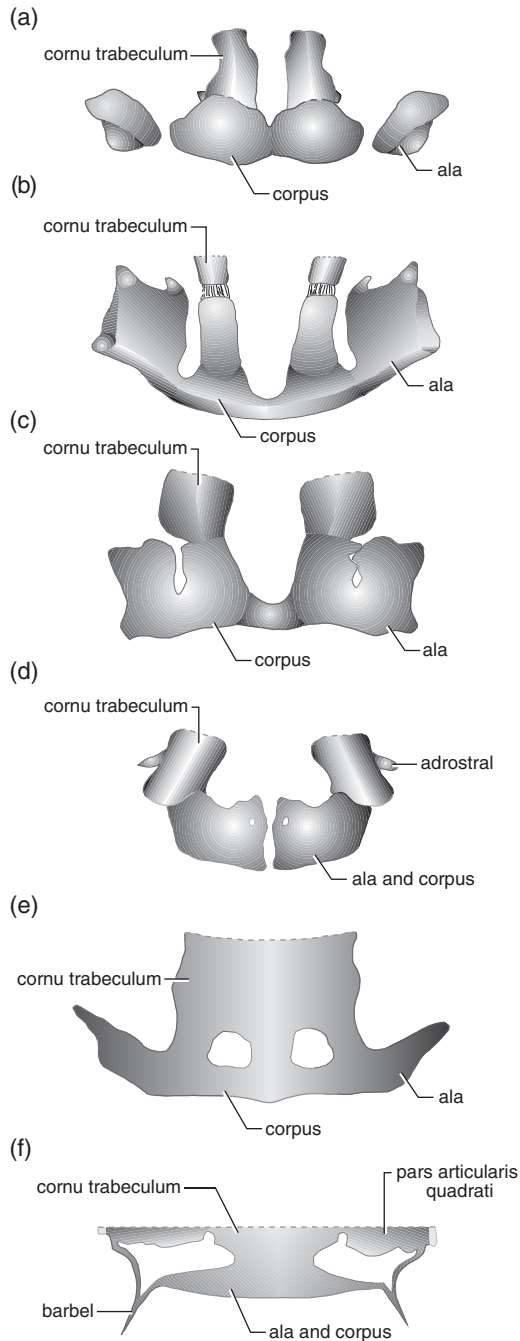 (a)
cornu trabeculum
ala
corpus
(b)
cornu trabeculum
ala
corpus
(c)
cornu trabeculum
corpus
ala
(d)
cornu trabeculum
adrostral
ala and corpus
(e)
cornu trabeculum
ala
corpus
(f)
cornu trabeculum
pars articularis
quadrati
barbel
ala and corpus